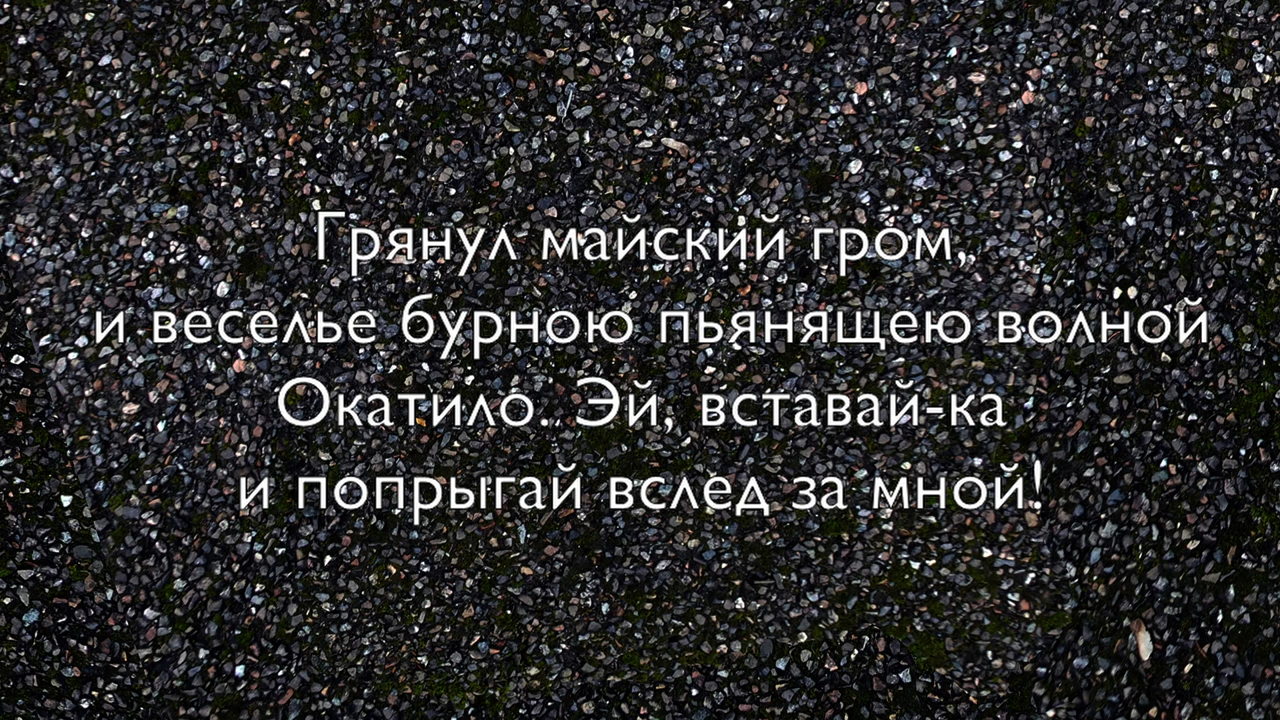 Грянул майский гром,
и веселье бурною пьянящею волной
Окатило. Эй, вставай-ка
и попрыгай вслед за мной!